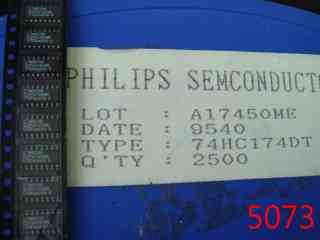 PHILIPS SEMCONDUCT
LOT : A17450ME
DATE : 9540
TYPE : 74HC174DT
Q'TY : 2500
5073